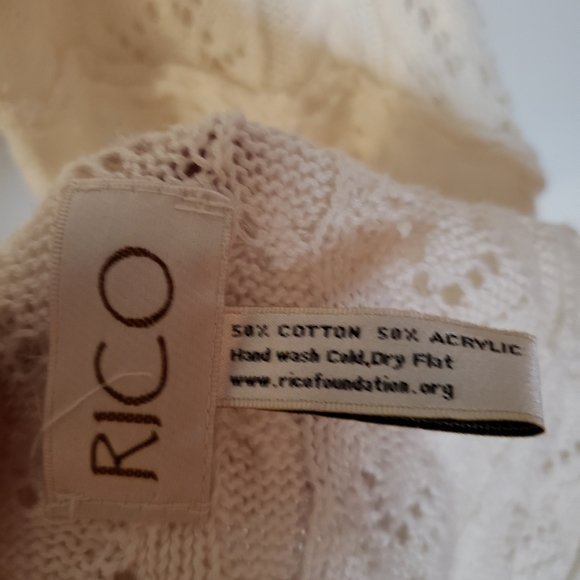 RICO
50% COTTON 50% ACRYLIC
Hand wash Cold,Dry Flat
www.ricofoundation.org